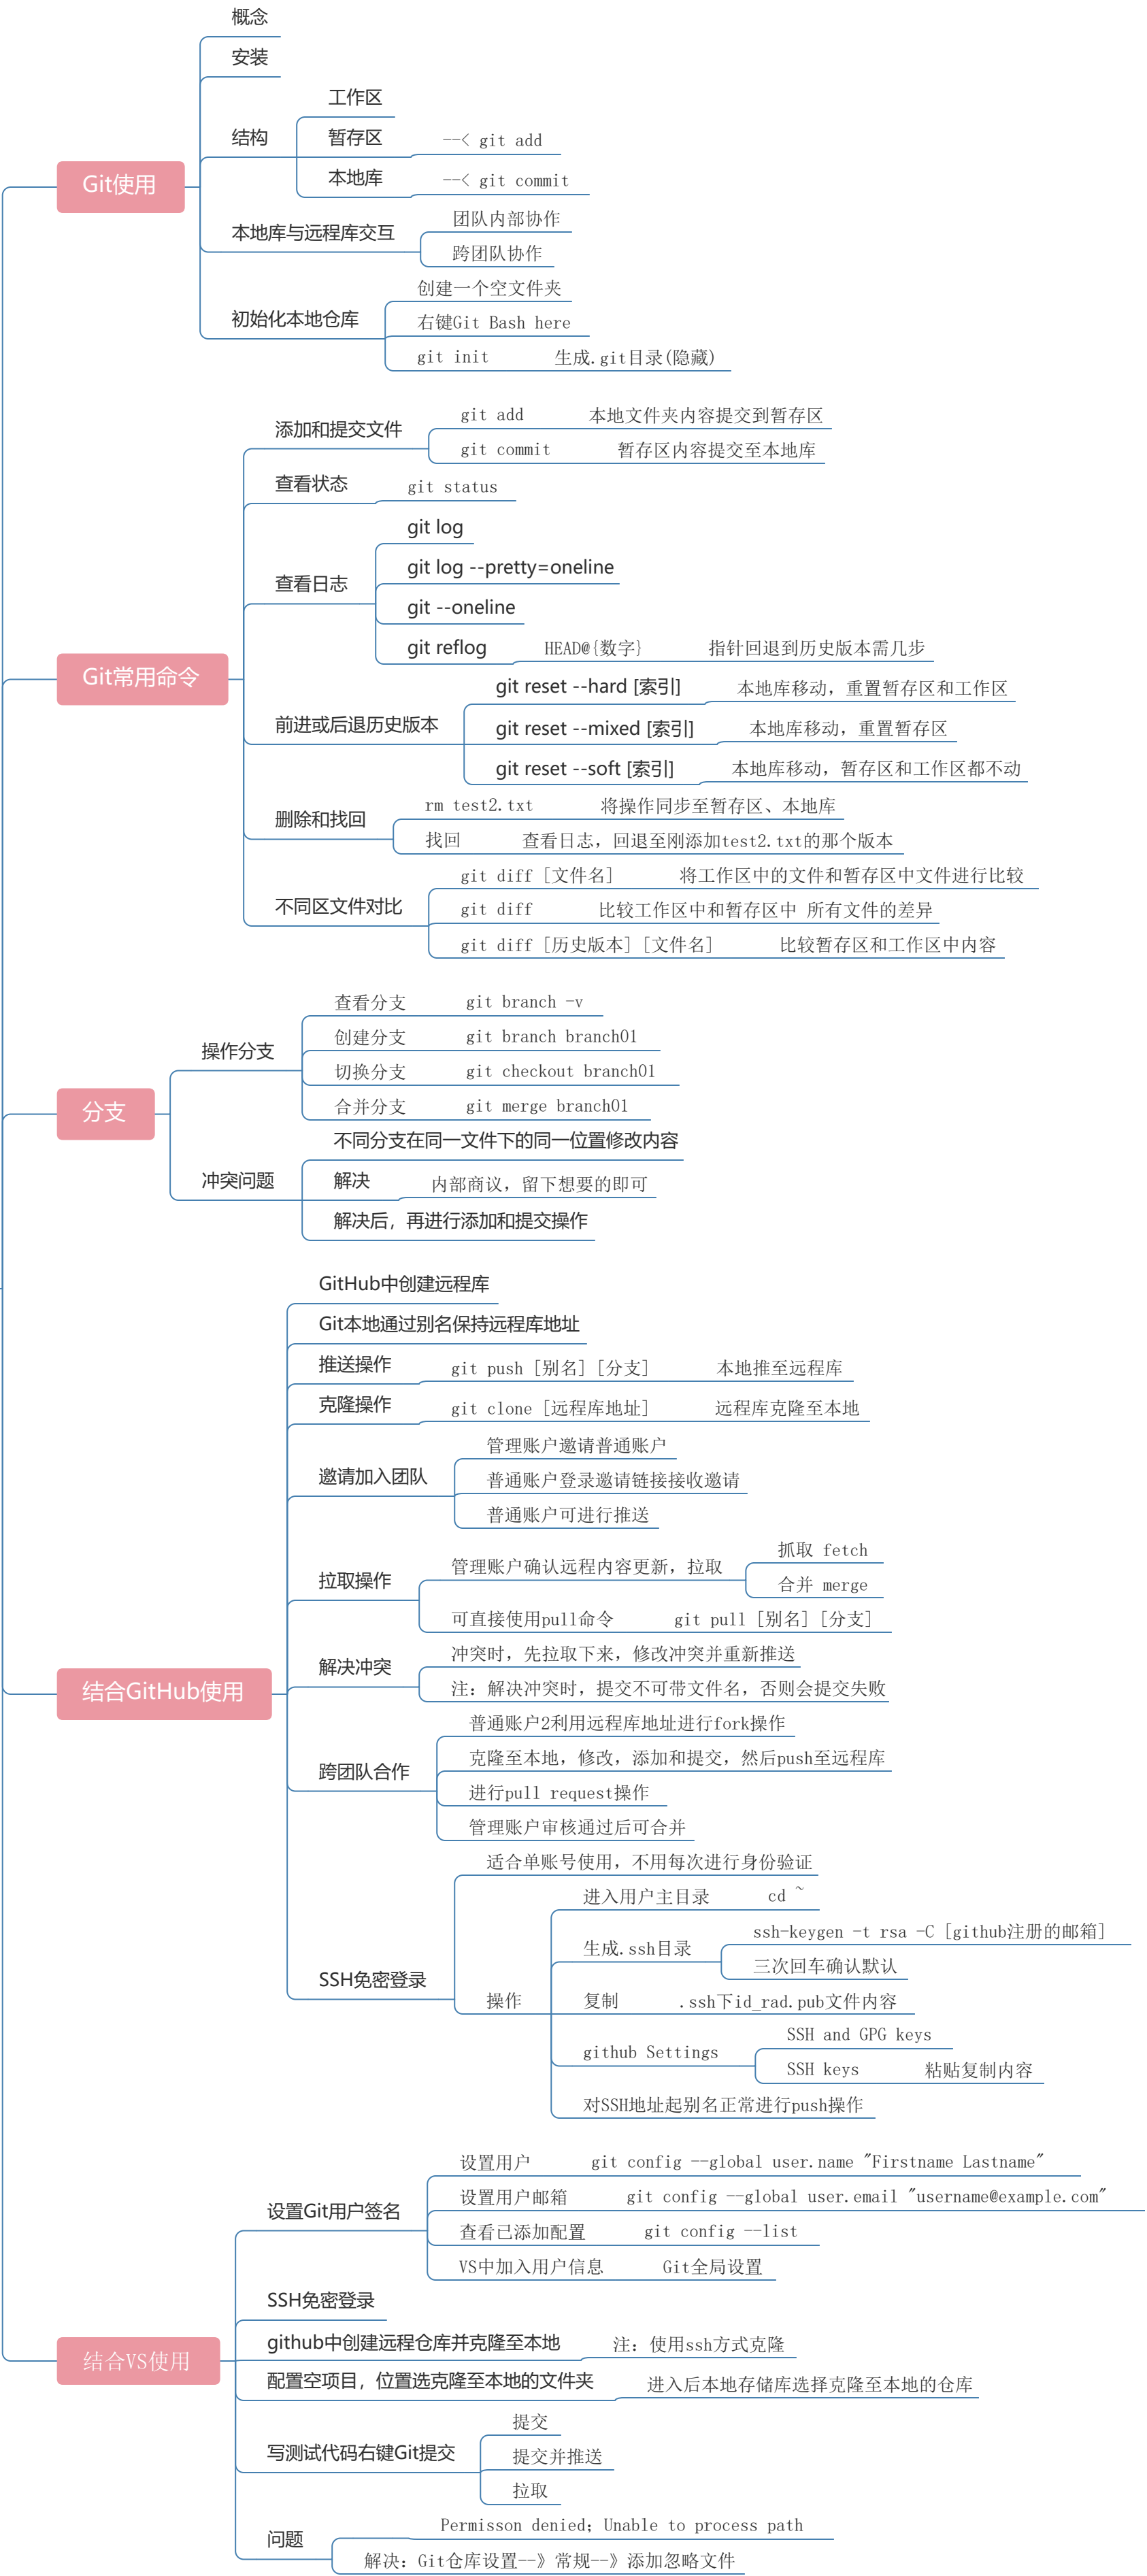 Git使用
概念
安装
结构
工作区
暂存区 --< git add
本地库 --< git commit
本地库与远程库交互
团队内部协作
跨团队协作
初始化本地仓库
创建一个空文件夹
右键Git Bash here
git init 生成.git目录(隐藏)
Git常用命令
添加和提交文件
git add 本地文件夹内容提交到暂存区
git commit 暂存区内容提交至本地库
查看状态 git status
查看日志
git log
git log --pretty=oneline
git --oneline
git reflog HEAD@{数字} 指针回退到历史版本需几步
前进或后退历史版本
git reset --hard [索引] 本地库移动，重置暂存区和工作区
git reset --mixed [索引] 本地库移动，重置暂存区
git reset --soft [索引] 本地库移动，暂存区和工作区都不动
删除和找回
rm test2.txt 将操作同步至暂存区、本地库
找回 查看日志，回退至刚添加test2.txt的那个版本
不同区文件对比
git diff [文件名] 将工作区中的文件和暂存区中文件进行比较
git diff 比较工作区中和暂存区中 所有文件的差异
git diff [历史版本] [文件名] 比较暂存区和工作区中内容
分支
操作分支
查看分支 git branch -v
创建分支 git branch branch01
切换分支 git checkout branch01
合并分支 git merge branch01
冲突问题
不同分支在同一文件下的同一位置修改内容
解决 内部商议，留下想要的即可
解决后，再进行添加和提交操作
结合GitHub使用
GitHub中创建远程库
Git本地通过别名保持远程库地址
推送操作 git push [别名] [分支] 本地推至远程库
克隆操作 git clone [远程库地址] 远程库克隆至本地
邀请加入团队
管理账户邀请普通账户
普通账户登录邀请链接接收邀请
普通账户可进行推送
拉取操作
管理账户确认远程内容更新，拉取
抓取 fetch
合并 merge
可直接使用pull命令 git pull [别名] [分支]
解决冲突
冲突时，先拉取下来，修改冲突并重新推送
注：解决冲突时，提交不可带文件名，否则会提交失败
跨团队合作
普通账户2利用远程库地址进行fork操作
克隆至本地，修改，添加和提交，然后push至远程库
进行pull request操作
管理账户审核通过后可合并
SSH免密登录
适合单账号使用，不用每次进行身份验证
操作
进入用户主目录 cd ~
生成.ssh目录
ssh-keygen -t rsa -C [github注册的邮箱]
三次回车确认默认
复制 .ssh下id_rad.pub文件内容
github Settings
SSH and GPG keys
SSH keys 粘贴复制内容
对SSH地址起别名正常进行push操作
结合VS使用
设置Git用户签名
设置用户 git config --global user.name "Firstname Lastname"
设置用户邮箱 git config --global user.email "username@example.com"
查看已添加配置 git config --list
VS中加入用户信息 Git全局设置
SSH免密登录
github中创建远程仓库并克隆至本地 注：使用ssh方式克隆
配置空项目，位置选克隆至本地的文件夹 进入后本地存储库选择克隆至本地的仓库
写测试代码右键Git提交
提交
提交并推送
拉取
问题
Permisson denied；Unable to process path
解决：Git仓库设置--》常规--》添加忽略文件